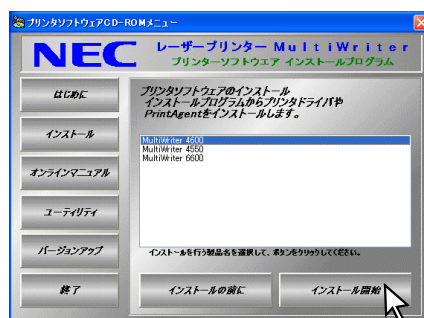 プリンタソフトウェアCD-ROMメニュー
NEC
レーザープリンター MultiWriter
プリンターソフトウエア インストールプログラム
はじめに
インストール
オンラインマニュアル
ユーティリティ
バージョンアップ
終了
プリンタソフトウェアのインストール
インストールプログラムからプリンタドライバや
PrintAgentをインストールします。
MultiWriter 4600
MultiWriter 4550
MultiWriter 6600
インストールを行う製品名を選択して、ボタンをクリックしてください。
インストールの前に
インストール開始